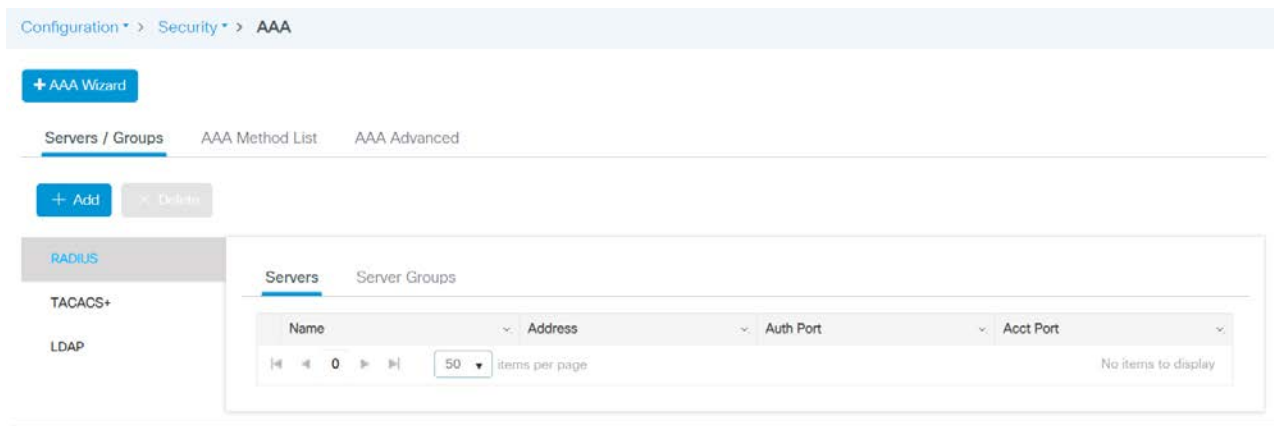 Configuration > Security > AAA
+ AAA Wizard
Servers / Groups AAA Method List AAA Advanced
+ Add × Delete
RADIUS
TACACS+
LDAP
Servers Server Groups
Name Address Auth Port Acct Port
0 50 items per page No items to display